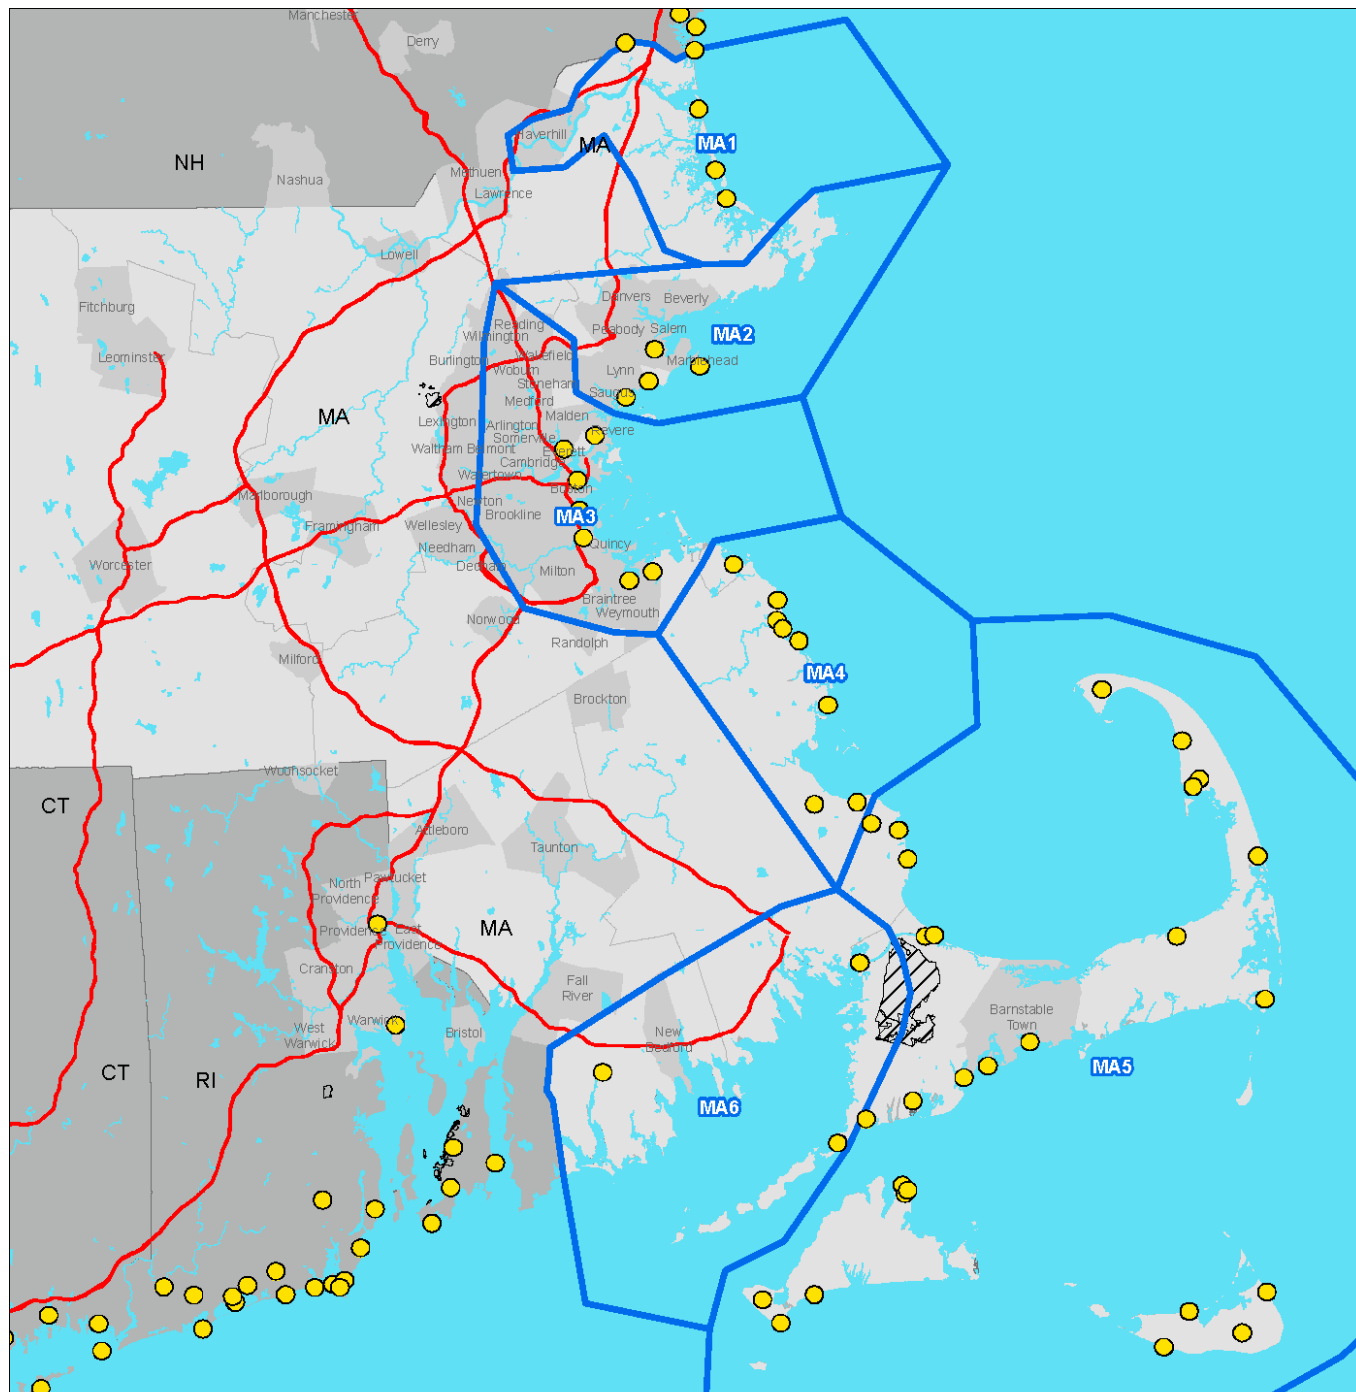 Manchester
Derry
Haverhill
MA
MA1
NH
Methuen
Nashua
Lawrence
Lowell
Fitchburg
Danvers
Beverly
Reading
Wilmington
Peabody
Salem
MA2
Leominster
Burlington
Wakefield
Marblehead
Woburn
Lynn
Stoneham
Saugus
Medford
MA
Malden
Lexington
Arlington
Revere
Somerville
Waltham
Belmont
Everett
Cambridge
Watertown
Boston
Marlborough
Newton
Brookline
MA3
Framingham
Wellesley
Quincy
Needham
Worcester
Dedham
Milton
Braintree
Weymouth
Norwood
Randolph
Milford
MA4
Brockton
Woonsocket
CT
Attleboro
Taunton
Pawtucket
North
Providence
MA
Providence
East
Providence
Cranston
Fall
River
Barnstable
Town
Warwick
West
Warwick
Bristol
New
Bedford
CT
RI
MA5
MA6